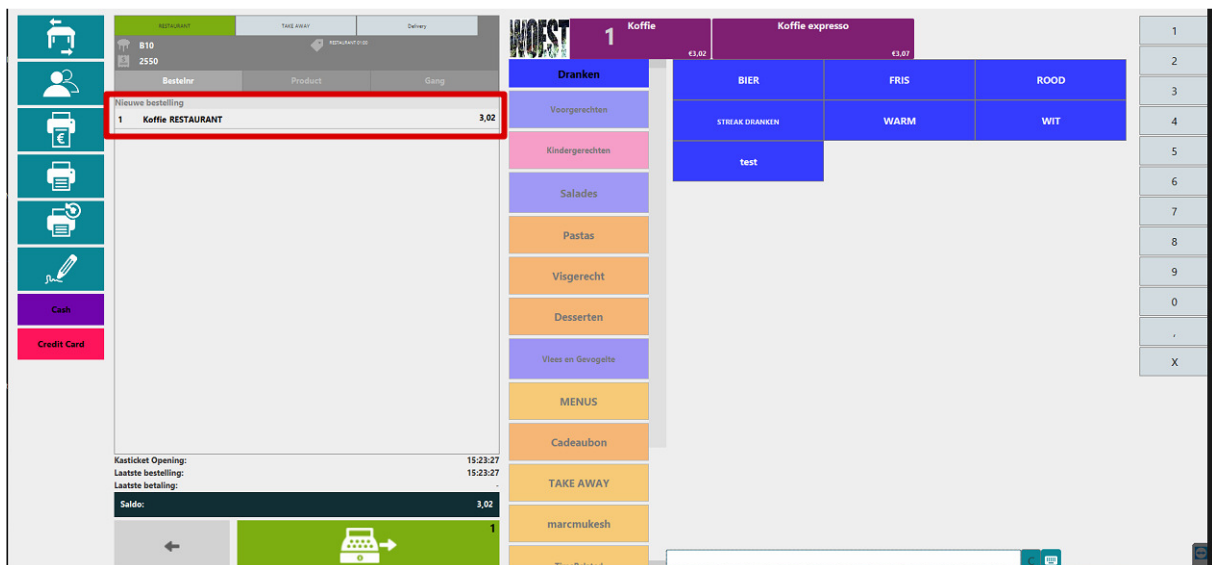 RESTAURANT
TAKE AWAY
Delivery
B10
RESTAURANT 21:00
2550
Bestelnr
Product
Gang
Nieuwe bestelling
1 Koffie RESTAURANT 3,02
€
Cash
Credit Card
Kasticket Opening: 15:23:27
Laatste bestelling: 15:23:27
Laatste betaling: -
Saldo: 3,02
1
WOEST
1 Koffie
€3,02
Koffie expresso
€3,07
Dranken
Voorgerechten
Kindergerechten
Salades
Pastas
Visgerecht
Desserten
Vlees en Gevogelte
MENUS
Cadeaubon
TAKE AWAY
marcmukesh
BIER
FRIS
ROOD
STREAK DRANKEN
WARM
WIT
test
C
1
2
3
4
5
6
7
8
9
0
,
X